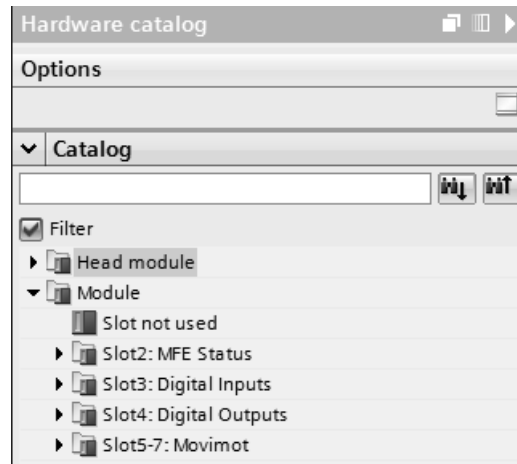 Hardware catalog
Options
Catalog
Filter
Head module
Module
Slot not used
Slot2: MFE Status
Slot3: Digital Inputs
Slot4: Digital Outputs
Slot5-7: Movimot